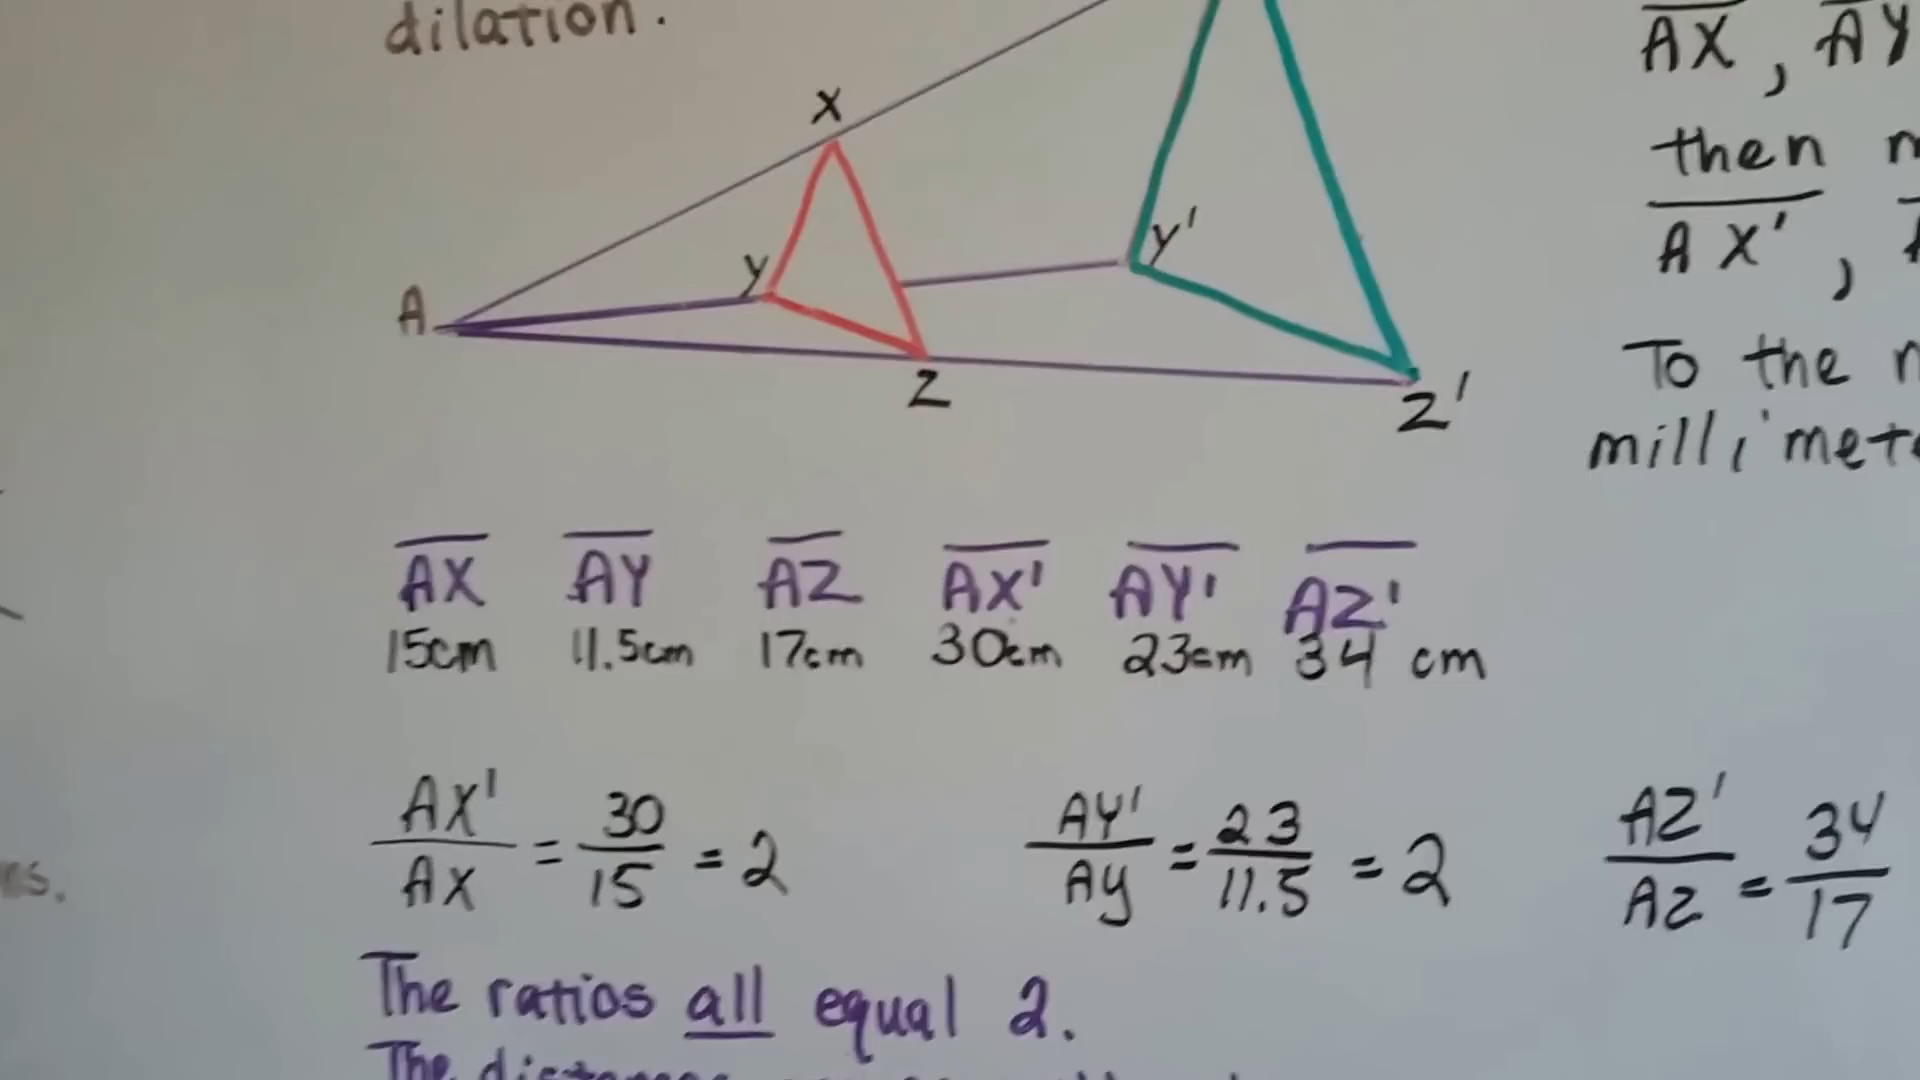 dilation.
X
y
y'
A
Z
Z'
AX, AY
then
AX',
To the
millimet
AX AY AZ AX' AY' AZ'
15cm 11.5cm 17cm 30cm 23cm 34 cm
AX'/AX = 30/15 = 2 AY'/Ay = 23/11.5 = 2 AZ'/AZ = 34/17
The ratios all equal 2.
The